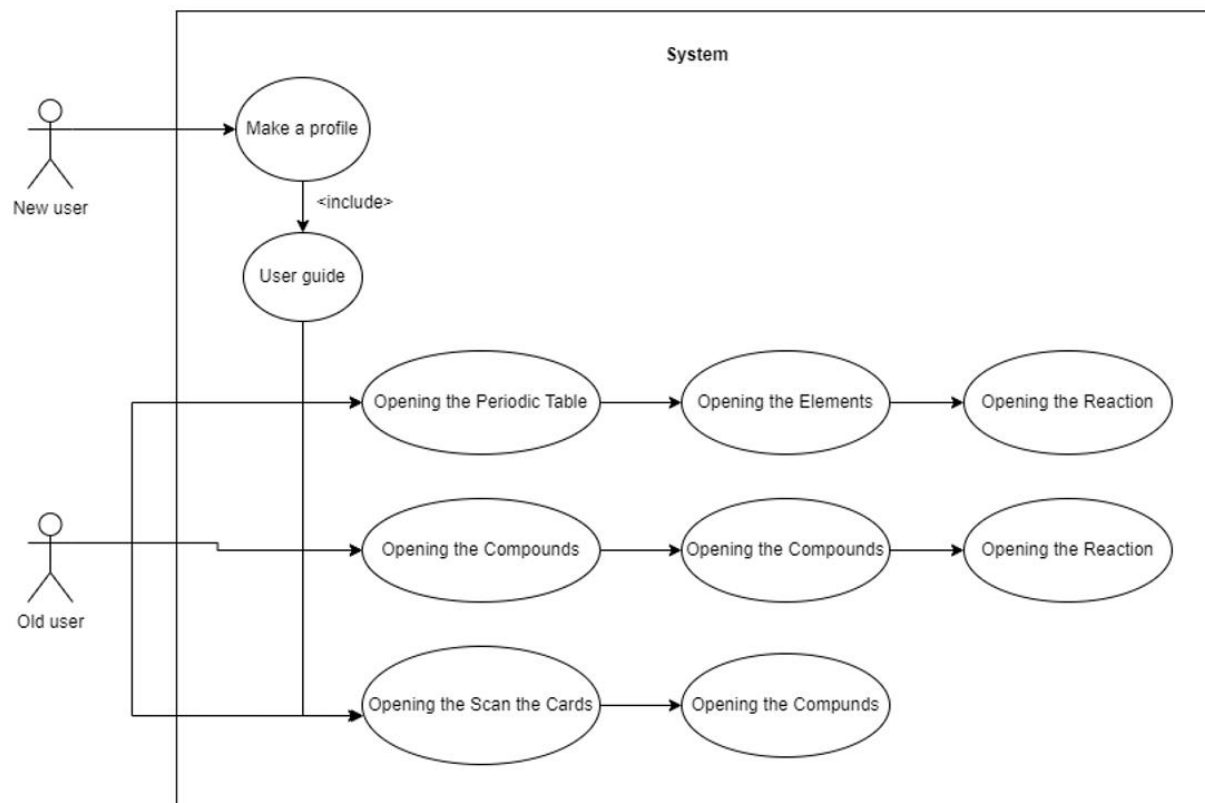 System
Make a profile
New user
<include>
User guide
Opening the Periodic Table
Opening the Elements
Opening the Reaction
Opening the Compounds
Opening the Compounds
Opening the Reaction
Old user
Opening the Scan the Cards
Opening the Compunds